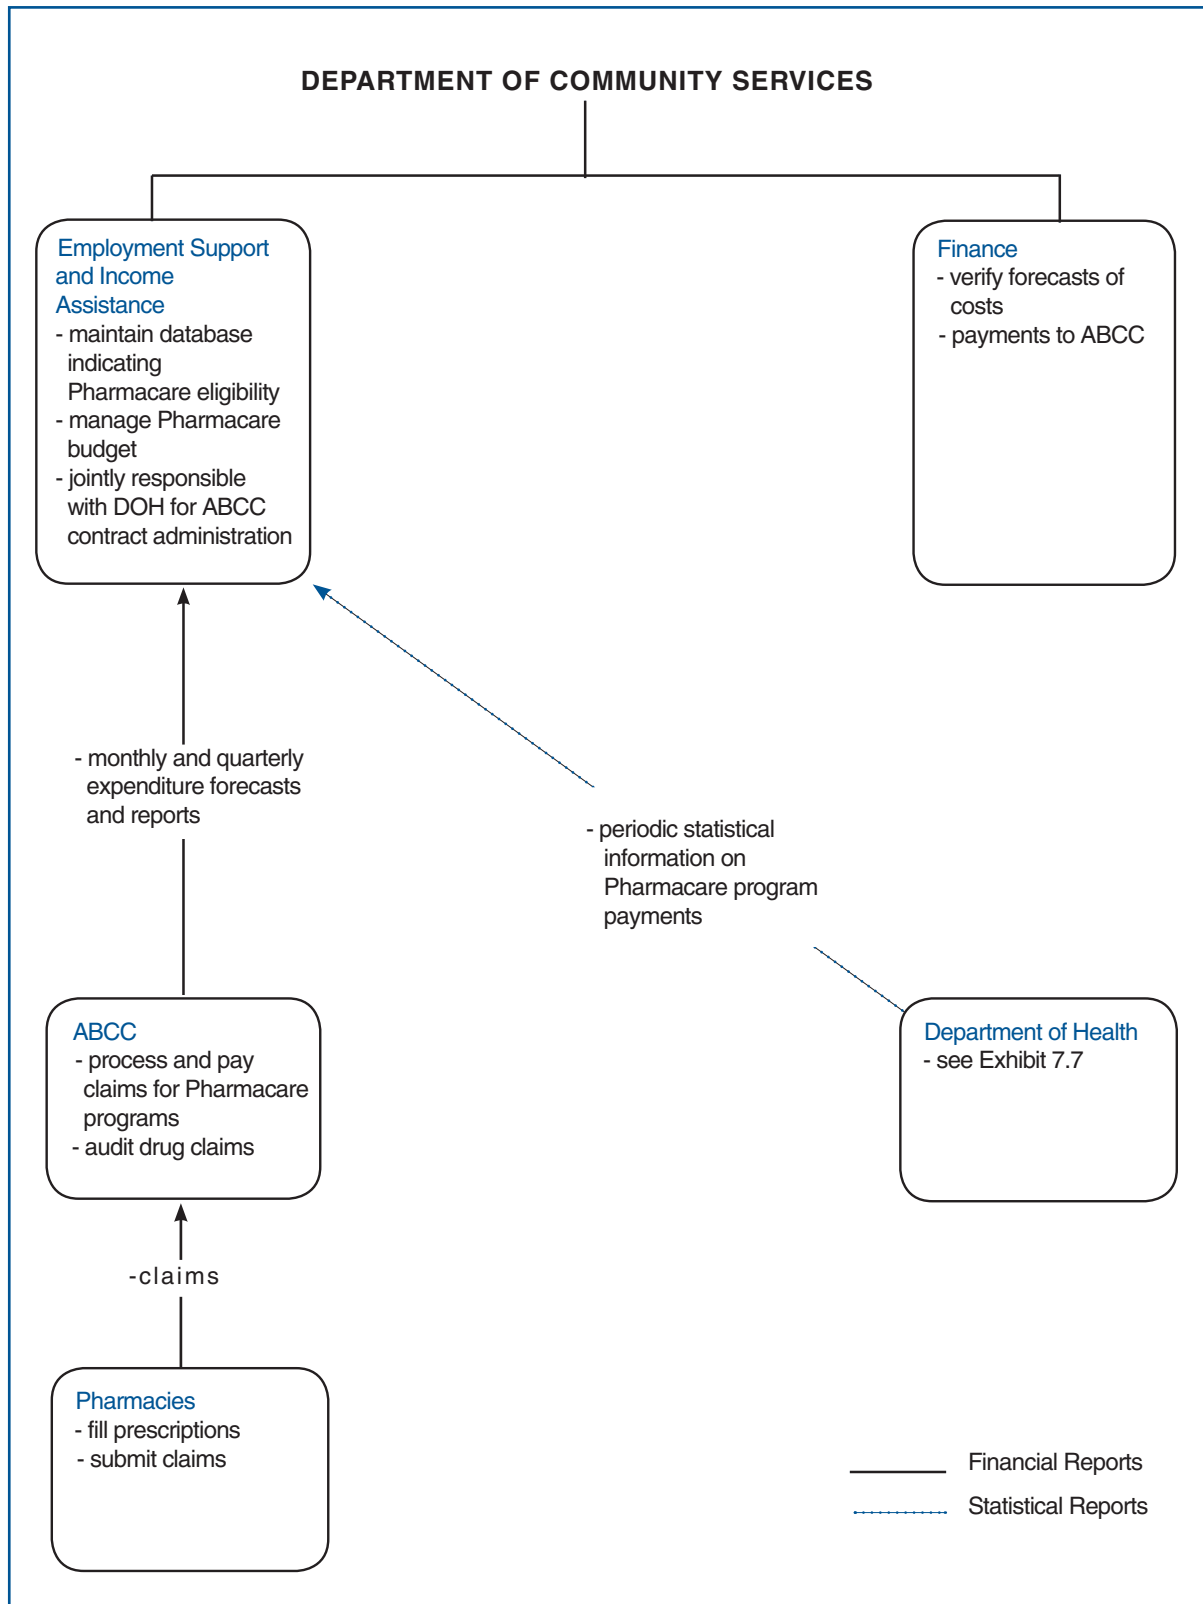 DEPARTMENT OF COMMUNITY SERVICES
Employment Support
and Income
Assistance
- maintain database
indicating
Pharmacare eligibility
- manage Pharmacare
budget
- jointly responsible
with DOH for ABCC
contract administration
Finance
- verify forecasts of
costs
- payments to ABCC
- monthly and quarterly
expenditure forecasts
and reports
- periodic statistical
information on
Pharmacare program
payments
ABCC
- process and pay
claims for Pharmacare
programs
- audit drug claims
Department of Health
- see Exhibit 7.7
-claims
Pharmacies
- fill prescriptions
- submit claims
Financial Reports
Statistical Reports